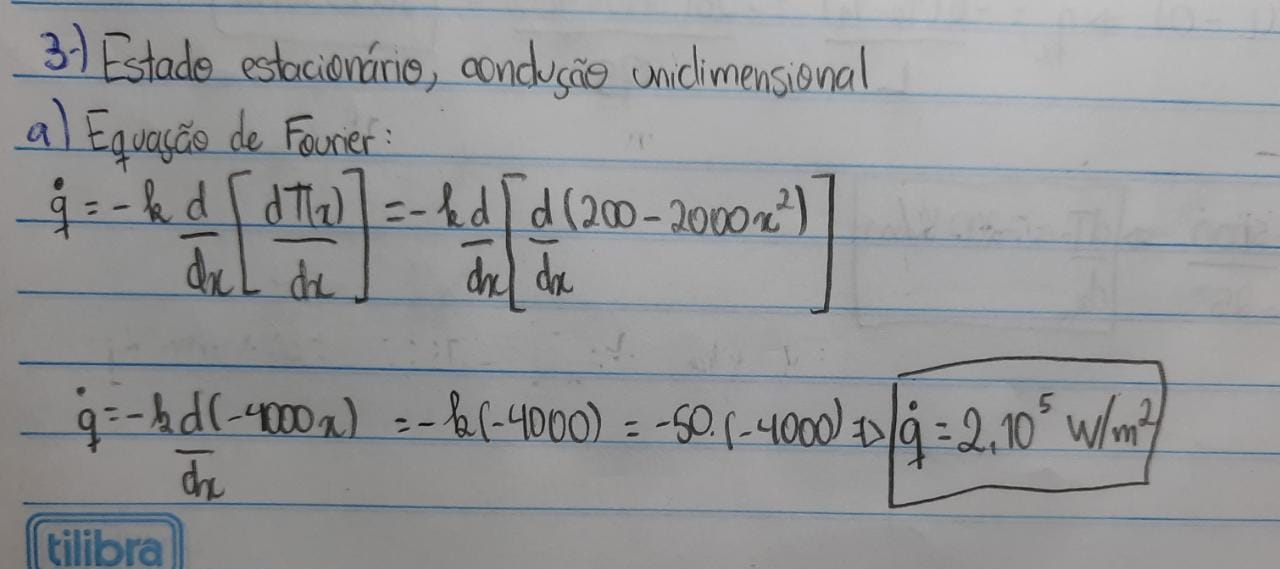 3-) Estado estacionário, condução unidimensional
a) Equação de Fourier:
q̇ = -k d/dx [dT(x)/dx] = -k d/dx [d/dx (200 - 2000x²)]
q̇ = -k d/dx (-4000x) = -k(-4000) = -50.(-4000) => q̇ = 2.10⁵ W/m²
tilibra